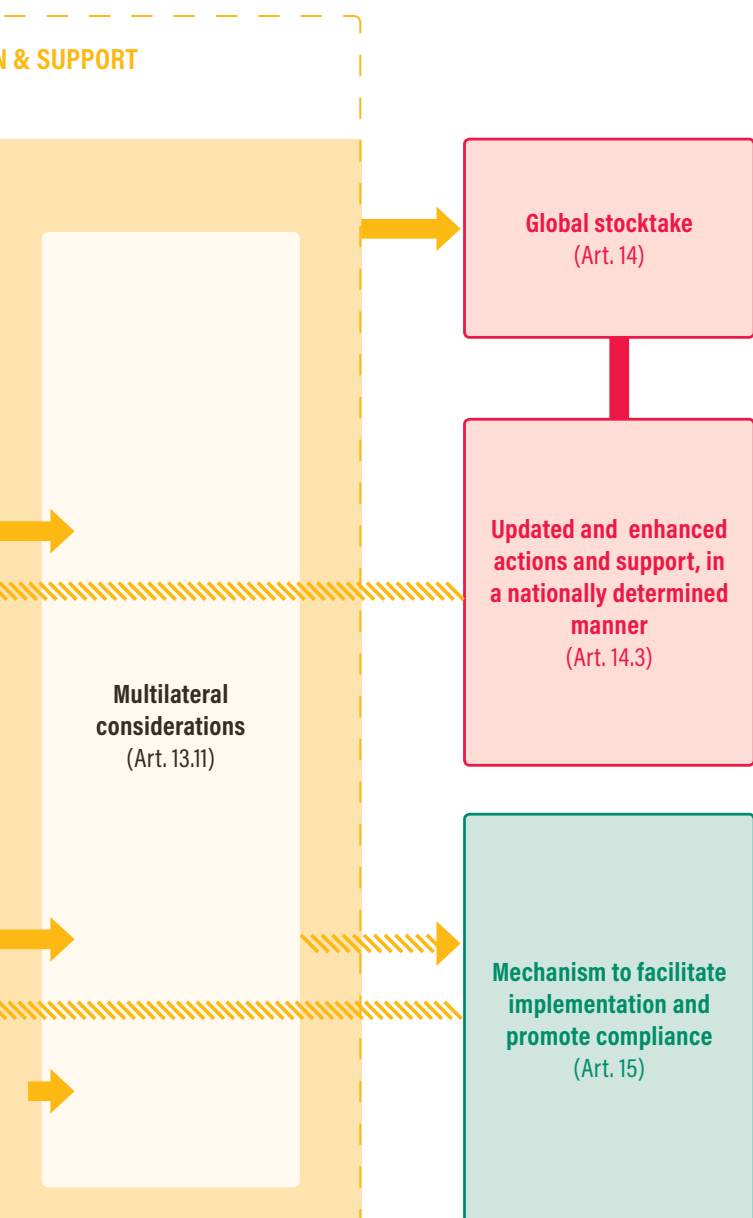 & SUPPORT
Global stocktake
(Art. 14)
Updated and enhanced
actions and support, in
a nationally determined
manner
(Art. 14.3)
Multilateral
considerations
(Art. 13.11)
Mechanism to facilitate
implementation and
promote compliance
(Art. 15)